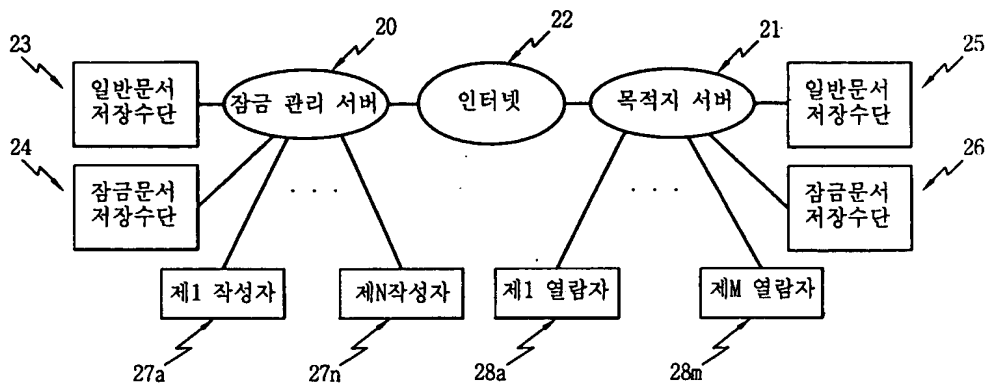 20
22
21
23
25
일반문서
저장수단
잠금 관리 서버
인터넷
목적지 서버
일반문서
저장수단
24
26
잠금문서
저장수단
잠금문서
저장수단
...
...
제1 작성자
제N작성자
제1 열람자
제M 열람자
27a
27n
28a
28m